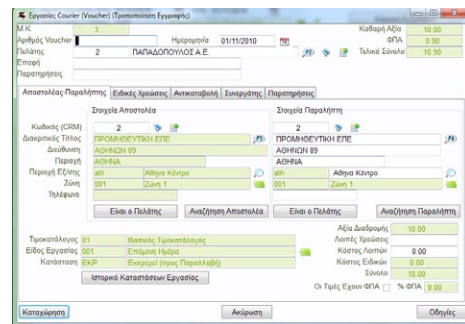 Εργασίες Courier (Voucher) (Τροποποίηση Εγγραφής)
Μ.Κ. 3 Καθαρή Αξία 10.00
Αριθμός Voucher Ημερομηνία 01/11/2010 ΦΠΑ 0.90
Πελάτης 2 ΠΑΠΑΔΟΠΟΥΛΟΣ Α.Ε. Τελικό Σύνολο 10.90
Επαφή
Παρατηρήσεις
Αποστολέας-Παραλήπτης Ειδικές Χρεώσεις Αντικαταβολή Συνεργάτης Παρατηρήσεις
Στοιχεία Αποστολέα Στοιχεία Παραλήπτη
Κωδικός (CRM) 2 2
Διακριτικός Τίτλος ΠΡΟΜΗΘΕΥΤΙΚΗ ΕΠΕ ΠΡΟΜΗΘΕΥΤΙΚΗ ΕΠΕ
Διεύθυνση ΑΘΗΝΩΝ 89 ΑΘΗΝΩΝ 89
Περιοχή ΑΘΗΝΑ ΑΘΗΝΑ
Περιοχή Εξ/σης ath Αθηνα Κέντρο ath Αθηνα Κέντρο
Ζώνη 001 Ζώνη 1 001 Ζώνη 1
Τηλέφωνο
Είναι ο Πελάτης Αναζήτηση Αποστολέα Είναι ο Πελάτης Αναζήτηση Παραλήπτη
Αξία Διαδρομής 10.00
Τιμοκατάλογος 01 Βασικός Τιμοκατάλογος Λοιπές Χρεώσεις
Είδος Εργασίας 001 Επόμενη Ημέρα Κόστος Λοιπών 0.00
Κατάσταση ΕΚΡ Εκκρεμεί (προς Παραλαβή) Κόστος Ειδικών 0.00
Ιστορικό Καταστάσεων Εργασίας Σύνολο 10.00
Οι Τιμές Έχουν ΦΠΑ % ΦΠΑ 9.00
Καταχώρηση Ακύρωση Οδηγίες